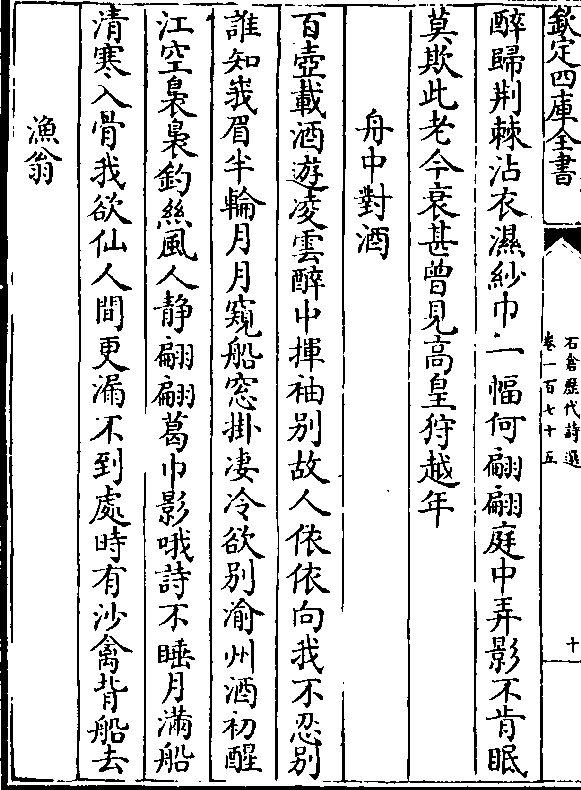 欽定四庫全書
石倉歷代詩選
卷一百七十五
十
醉歸荆棘沾衣濕紗巾一幅何翩翩庭中弄影不肯眠
莫欺此老今衰甚曾見高皇狩越年
舟中對酒
百壺載酒遊凌雲醉中揮袖别故人依依向我不忍别
誰知峩眉半輪月月窺船窓掛凄冷欲别渝州酒初醒
江空裊裊釣絲風人静翩翩葛巾影哦詩不睡月滿船
清寒入骨我欲仙人間更漏不到處時有沙禽背船去
漁翁